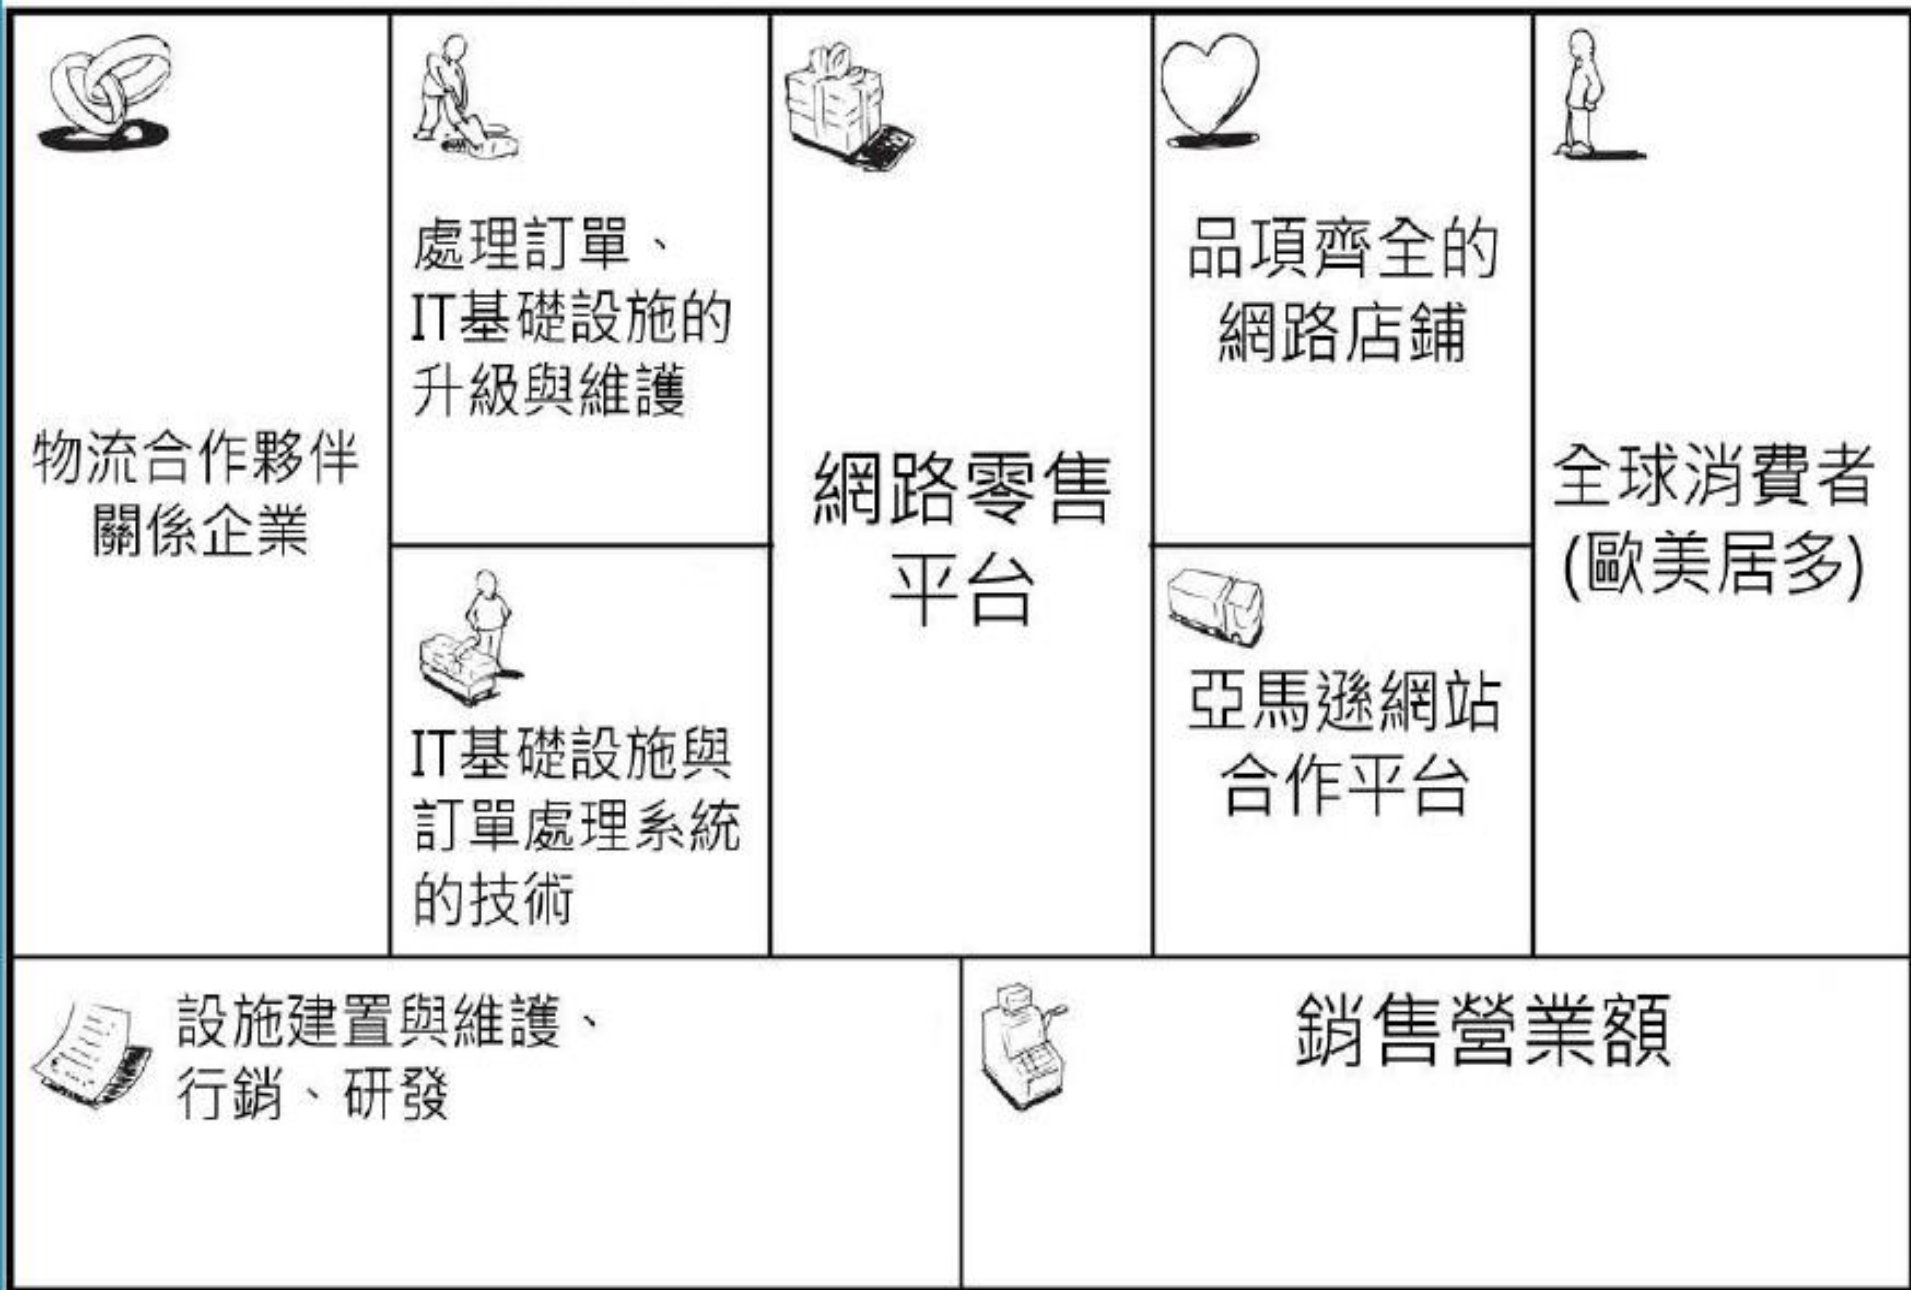 物流合作夥伴
關係企業
處理訂單、
IT基礎設施的
升級與維護
IT基礎設施與
訂單處理系統
的技術
網路零售
平台
品項齊全的
網路店鋪
亞馬遜網站
合作平台
全球消費者
(歐美居多)
設施建置與維護、
行銷、研發
銷售營業額